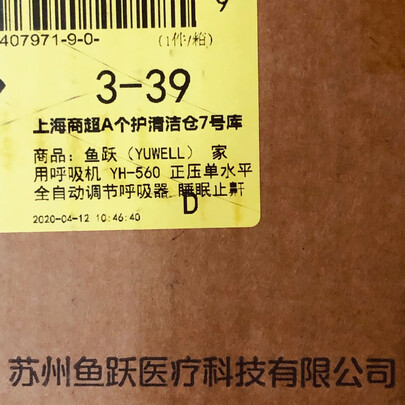 9
407971-9-0-
(1件/箱)
3-39
上海商超A个护清洁仓7号库
商品: 鱼跃 (YUWELL) 家
用呼吸机 YH-560 正压单水平
全自动调节呼吸器 睡眠止鼾
D
2020-04-12 10:46:40
苏州鱼跃医疗科技有限公司